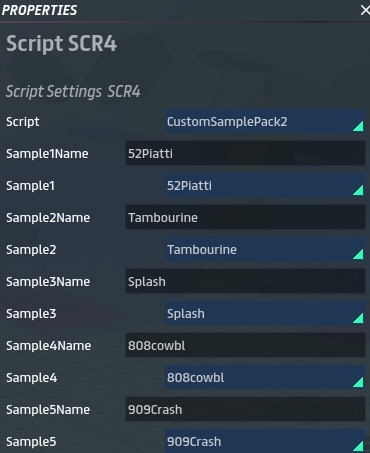 PROPERTIES
Script SCR4
Script Settings SCR4
Script CustomSamplePack2
Sample1Name 52Piatti
Sample1 52Piatti
Sample2Name Tambourine
Sample2 Tambourine
Sample3Name Splash
Sample3 Splash
Sample4Name 808cowbl
Sample4 808cowbl
Sample5Name 909Crash
Sample5 909Crash